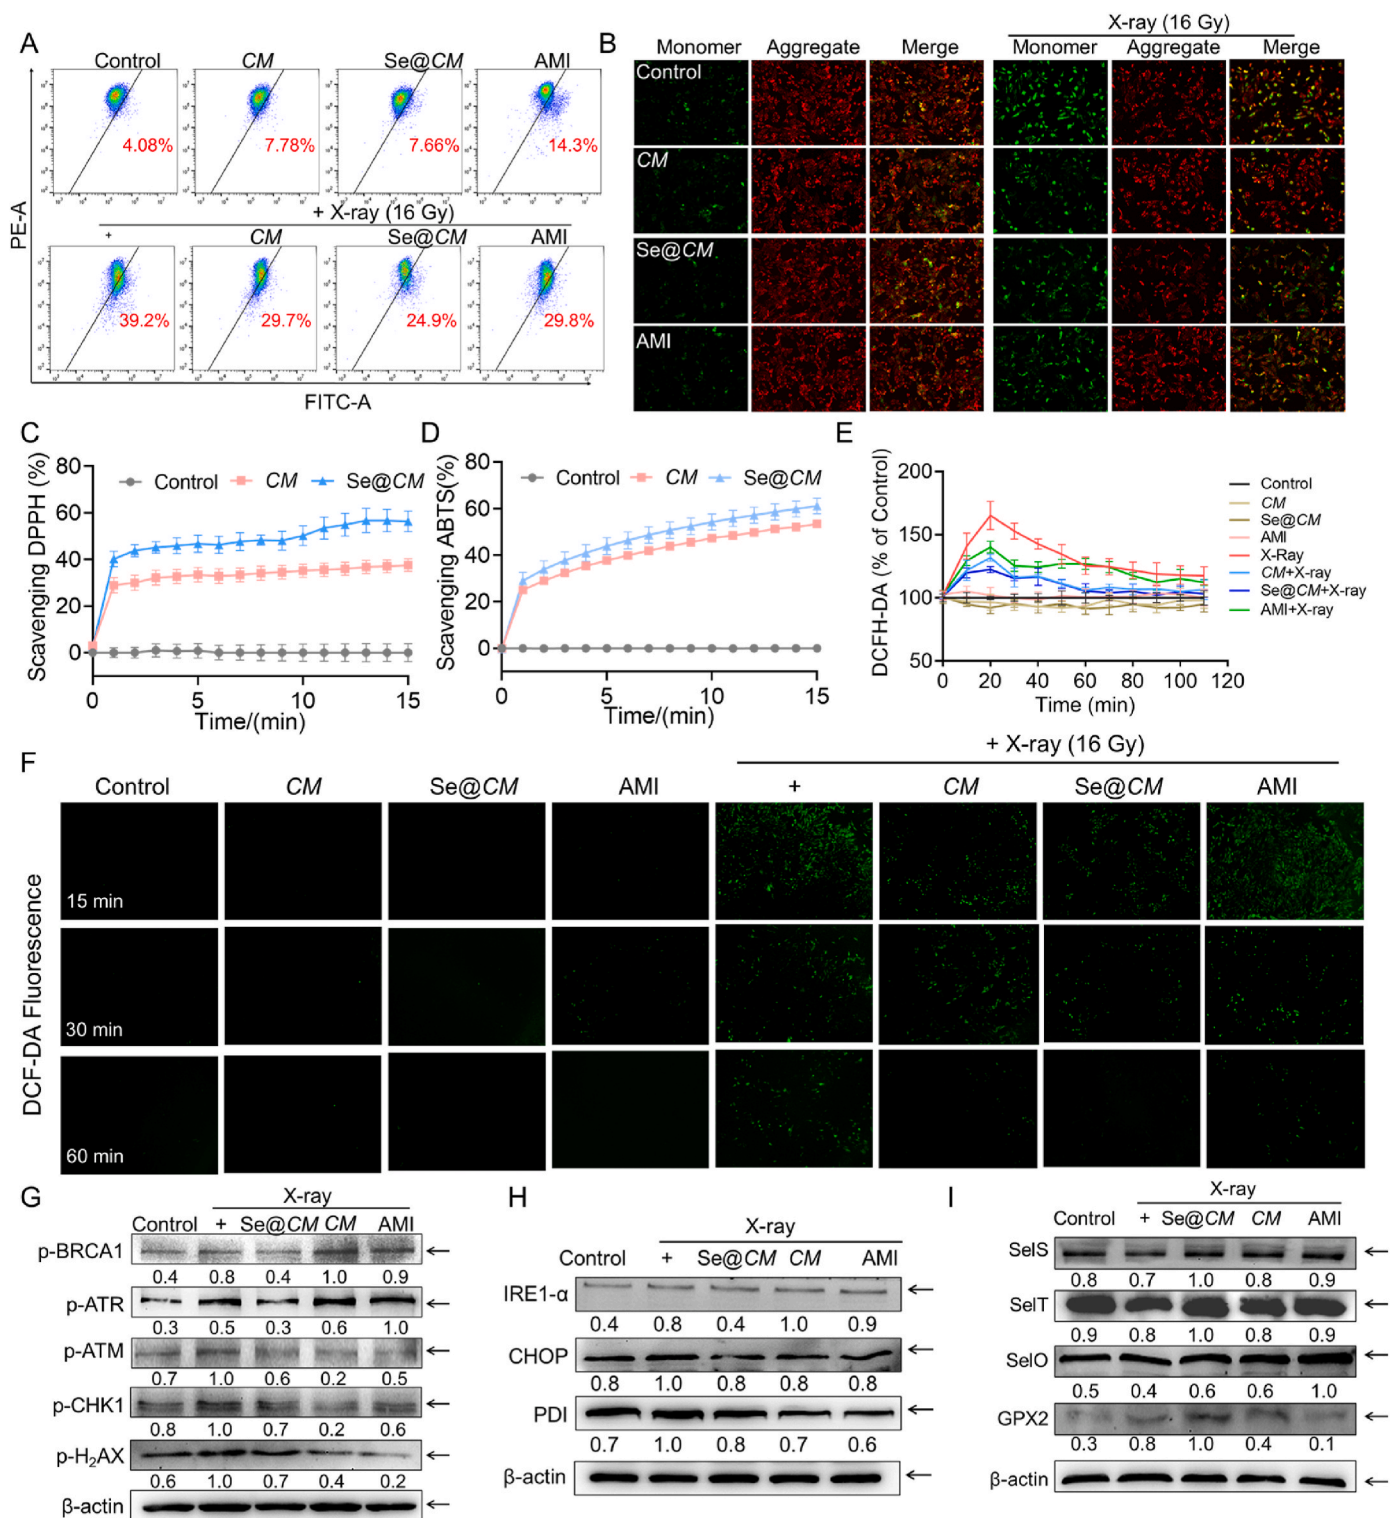 A
Control CM Se@CM AMI
4.08% 7.78% 7.66% 14.3%
+ X-ray (16 Gy)
+ CM Se@CM AMI
39.2% 29.7% 24.9% 29.8%
PE-A
FITC-A
B
X-ray (16 Gy)
Monomer Aggregate Merge Monomer Aggregate Merge
Control
CM
Se@CM
AMI
C
Scavenging DPPH (%)
80
60
40
20
0
Control CM Se@CM
0 5 10 15
Time/(min)
D
Scavenging ABTS(%)
80
60
40
20
0
Control CM Se@CM
0 5 10 15
Time/(min)
E
DCFH-DA (% of Control)
200
150
100
50
0 20 40 60 80 100 120
Time (min)
Control
CM
Se@CM
AMI
X-Ray
CM+X-ray
Se@CM+X-ray
AMI+X-ray
F
+ X-ray (16 Gy)
Control CM Se@CM AMI + CM Se@CM AMI
DCF-DA Fluorescence
15 min
30 min
60 min
G
X-ray
Control + Se@CM CM AMI
p-BRCA1
0.4 0.8 0.4 1.0 0.9
p-ATR
0.3 0.5 0.3 0.6 1.0
p-ATM
0.7 1.0 0.6 0.2 0.5
p-CHK1
0.8 1.0 0.7 0.2 0.6
p-H₂AX
0.6 1.0 0.7 0.4 0.2
β-actin
H
X-ray
Control + Se@CM CM AMI
IRE1-α
0.4 0.8 0.4 1.0 0.9
CHOP
0.8 1.0 0.8 0.8 0.8
PDI
0.7 1.0 0.8 0.7 0.6
β-actin
I
X-ray
Control + Se@CM CM AMI
SelS
0.8 0.7 1.0 0.8 0.9
SelT
0.9 0.8 1.0 0.8 0.9
SelO
0.5 0.4 0.6 0.6 1.0
GPX2
0.3 0.8 1.0 0.4 0.1
β-actin